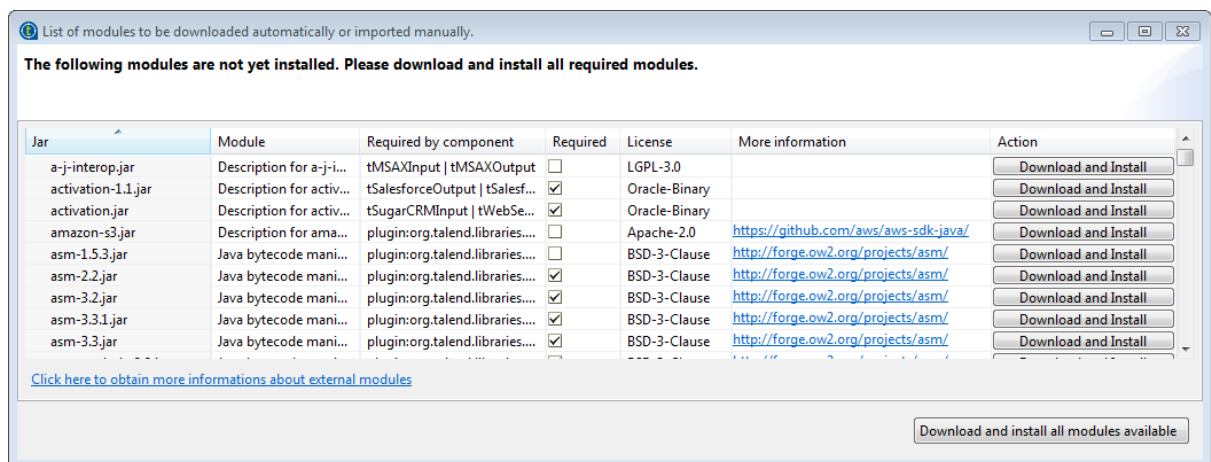 List of modules to be downloaded automatically or imported manually.
The following modules are not yet installed. Please download and install all required modules.
Jar Module Required by component Required License More information Action
a-j-interop.jar Description for a-j-i... tMSAXInput | tMSAXOutput LGPL-3.0 Download and Install
activation-1.1.jar Description for activ... tSalesforceOutput | tSalesf... Oracle-Binary Download and Install
activation.jar Description for activ... tSugarCRMInput | tWebSe... Oracle-Binary Download and Install
amazon-s3.jar Description for ama... plugin:org.talend.libraries.... Apache-2.0 https://github.com/aws/aws-sdk-java/ Download and Install
asm-1.5.3.jar Java bytecode mani... plugin:org.talend.libraries.... BSD-3-Clause http://forge.ow2.org/projects/asm/ Download and Install
asm-2.2.jar Java bytecode mani... plugin:org.talend.libraries.... BSD-3-Clause http://forge.ow2.org/projects/asm/ Download and Install
asm-3.2.jar Java bytecode mani... plugin:org.talend.libraries.... BSD-3-Clause http://forge.ow2.org/projects/asm/ Download and Install
asm-3.3.1.jar Java bytecode mani... plugin:org.talend.libraries.... BSD-3-Clause http://forge.ow2.org/projects/asm/ Download and Install
asm-3.3.jar Java bytecode mani... plugin:org.talend.libraries.... BSD-3-Clause http://forge.ow2.org/projects/asm/ Download and Install
Click here to obtain more informations about external modules
Download and install all modules available